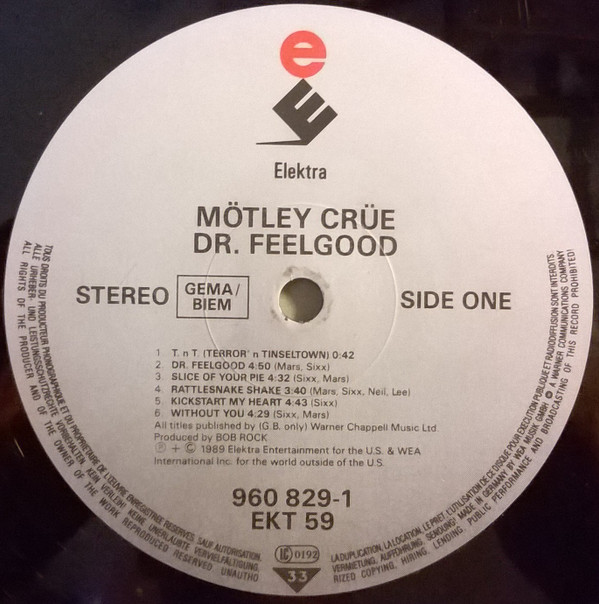 e
E
Elektra
MÖTLEY CRÜE
DR. FEELGOOD
STEREO
GEMA/
BIEM
SIDE ONE
1 T. n T. (TERROR' n TINSELTOWN) 0:42
2. DR. FEELGOOD 4:50 (Mars, Sixx)
3. SLICE OF YOUR PIE 4:32 (Sixx, Mars)
4. RATTLESNAKE SHAKE 3:40 (Mars, Sixx, Neil, Lee)
5. KICKSTART MY HEART 4:43 (Sixx)
6. WITHOUT YOU 4:29 (Sixx, Mars)
All titles published by (G.B. only) Warner Chappell Music Ltd.
Produced by BOB ROCK
Ⓟ + © 1989 Elektra Entertainment for the U.S. & WEA
International Inc. for the world outside of the U.S.
960 829-1
EKT 59
LC 0192
33
TOUS DROITS DU PRODUCTEUR PHONOGRAPHIQUE ET DU PROPRIETAIRE DE L'ŒUVRE ENREGISTREE RESERVES. SAUF AUTORISATION,
LA DUPLICATION, LA LOCATION, LE PRET, L'UTILISATION DE CE DISQUE POUR EXECUTION PUBLIQUE ET RADIODIFFUSION SONT INTERDITS.
ALLE URHEBER- UND LEISTUNGSSCHUTZRECHTE VORBEHALTEN. KEIN VERLEIH! KEINE UNERLAUBTE VERVIELFÄLTIGUNG,
VERMIETUNG, AUFFÜHRUNG, SENDUNG! MADE IN GERMANY BY WEA MUSIK GMBH A WARNER COMMUNICATIONS COMPANY
ALL RIGHTS OF THE PRODUCER AND OF THE OWNER OF THE WORK REPRODUCED RESERVED. UNAUTHO
RIZED COPYING, HIRING, LENDING, PUBLIC PERFORMANCE AND BROADCASTING OF THIS RECORD PROHIBITED!